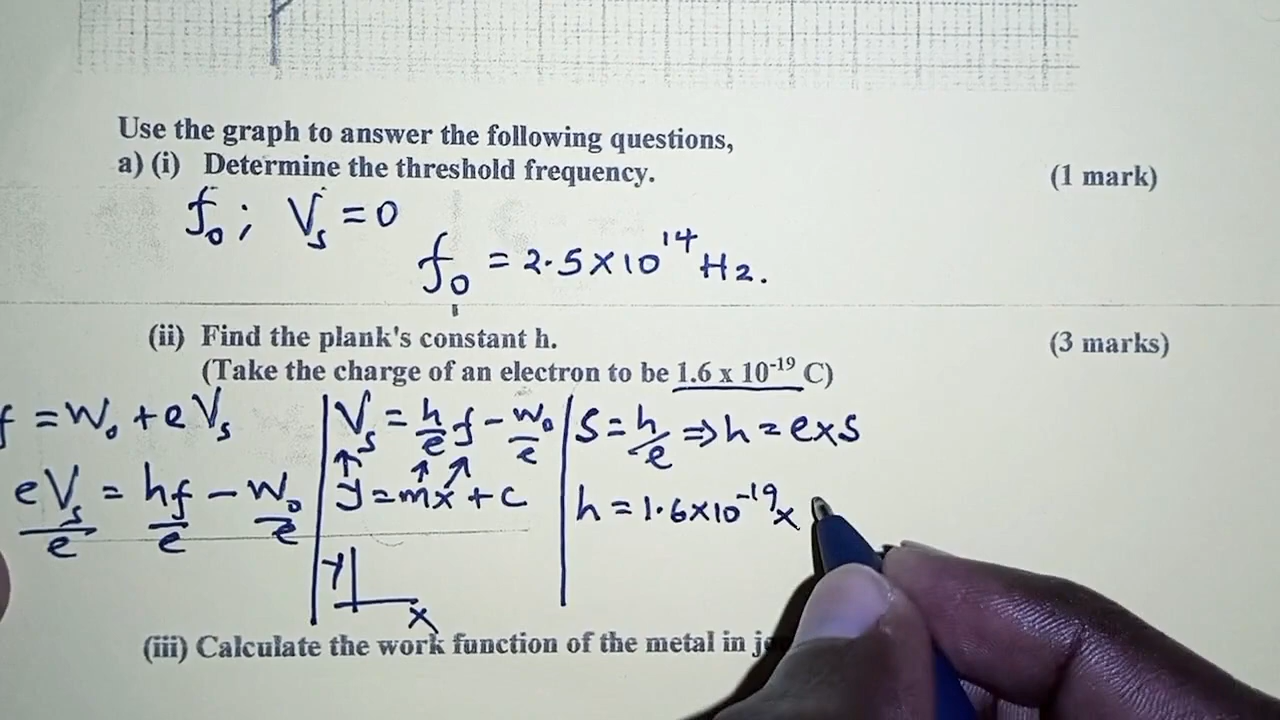 Use the graph to answer the following questions,
a) (i) Determine the threshold frequency. (1 mark)
f₀; Vₛ = 0
f₀ = 2.5 × 10¹⁴ Hz.
(ii) Find the plank's constant h. (3 marks)
(Take the charge of an electron to be 1.6 x 10⁻¹⁹ C)
f = W₀ + eVₛ
eVₛ/e = hf/e − W₀/e
Vₛ = h/e f − W₀/e
y = mx + c
y
x
S = h/e ⇒ h = e × S
h = 1.6 × 10⁻¹⁹ ×
(iii) Calculate the work function of the metal in